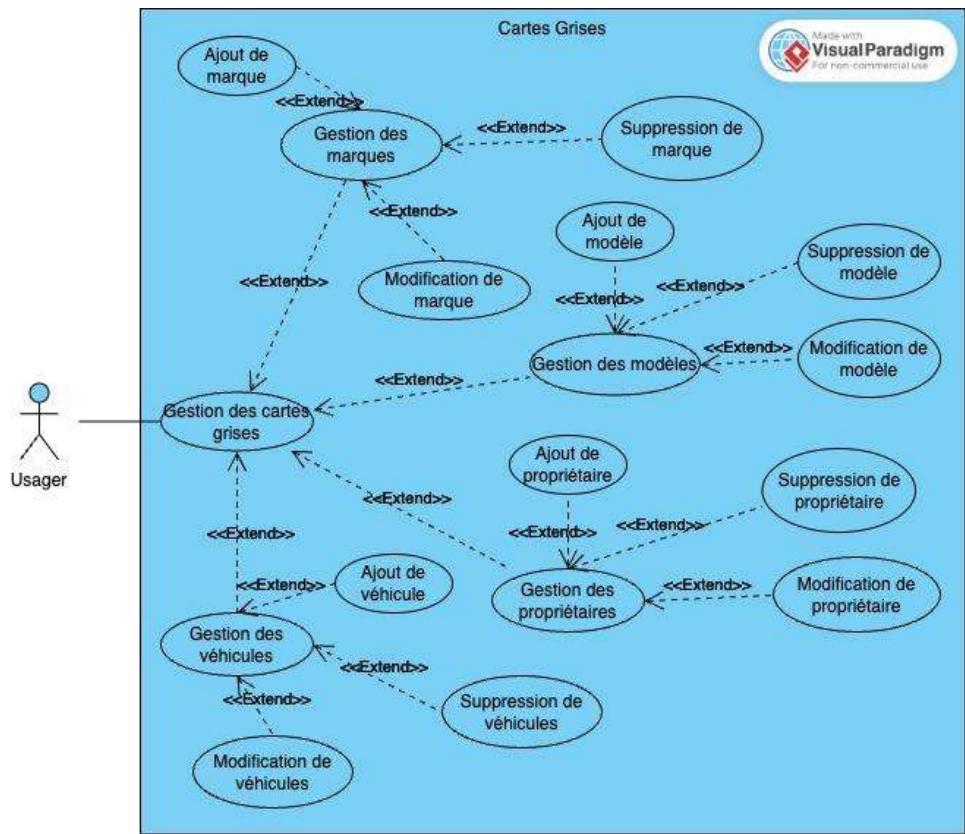 Cartes Grises
Made with
VisualParadigm
For non-commercial use
Ajout de
marque
<<Extend>>
Gestion des
marques
<<Extend>>
Suppression de
marque
<<Extend>>
Modification de
marque
<<Extend>>
Ajout de
modèle
<<Extend>>
Suppression de
modèle
<<Extend>>
Gestion des modèles
<<Extend>>
Modification de
modèle
<<Extend>>
Usager
Gestion des cartes
grises
Ajout de
propriétaire
<<Extend>>
Suppression de
propriétaire
<<Extend>>
<<Extend>>
Gestion des
propriétaires
<<Extend>>
Modification de
propriétaire
<<Extend>>
<<Extend>>
Ajout de
véhicule
Gestion des
véhicules
<<Extend>>
Suppression de
véhicules
<<Extend>>
Modification de
véhicules